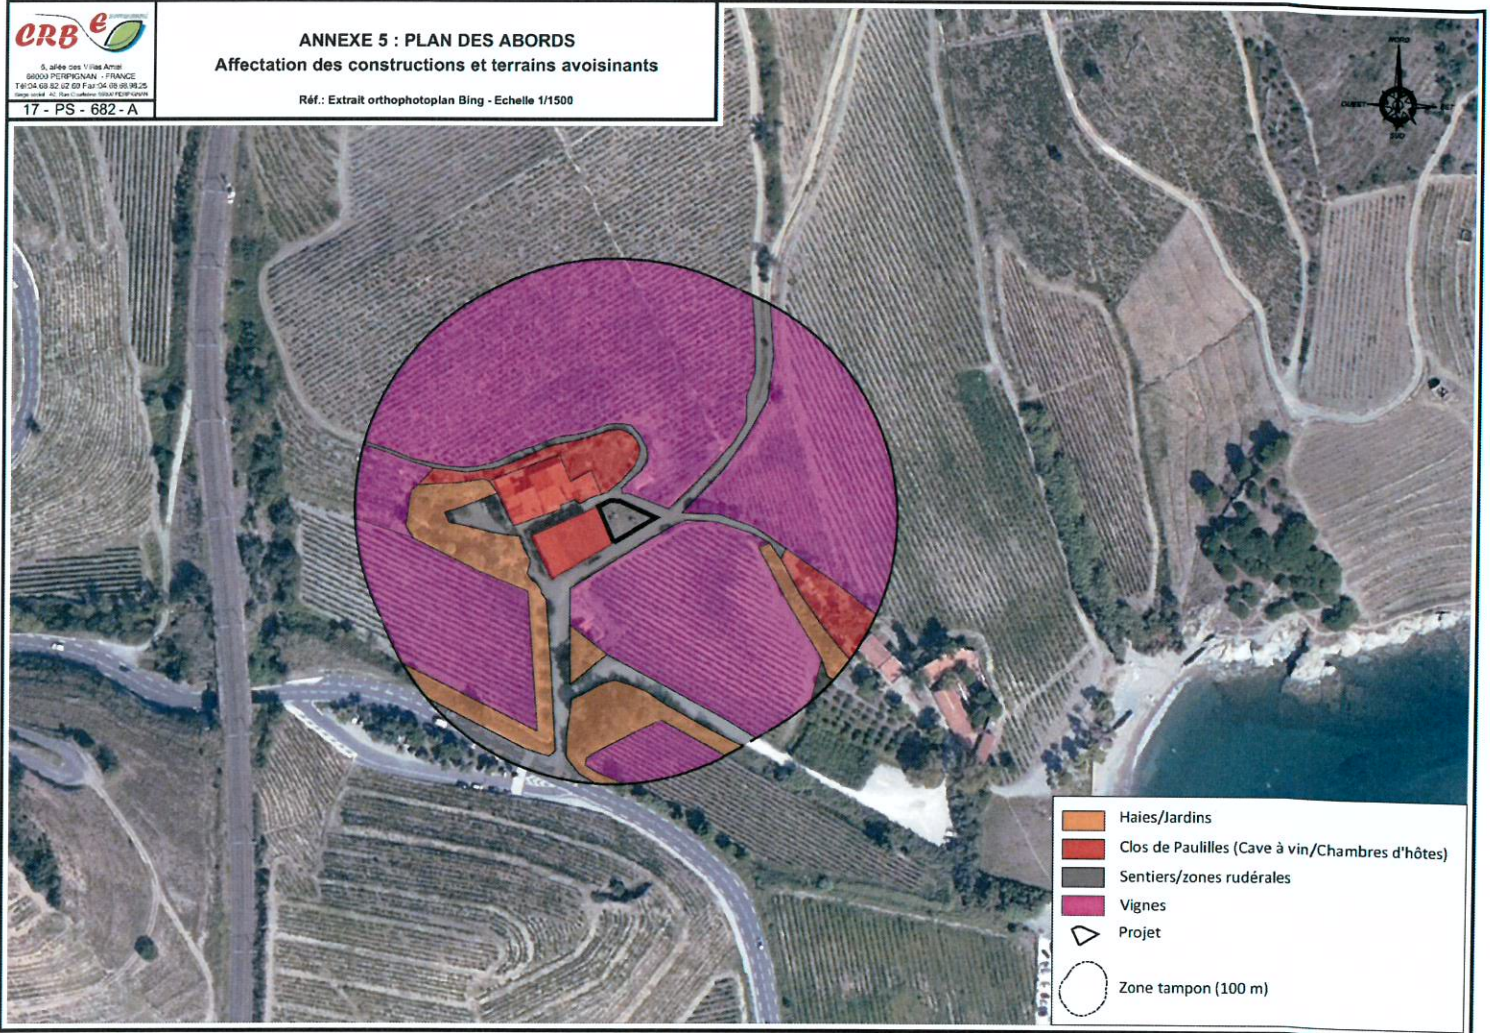 CRB e
ANNEXE 5 : PLAN DES ABORDS
Affectation des constructions et terrains avoisinants
Réf.: Extrait orthophotoplan Bing - Echelle 1/1500
5, allée des Villas Amiel
66000 PERPIGNAN - FRANCE
17 - PS - 682 - A
NORD
OUEST
EST
SUD
Haies/Jardins
Clos de Paulilles (Cave à vin/Chambres d'hôtes)
Sentiers/zones rudérales
Vignes
Projet
Zone tampon (100 m)